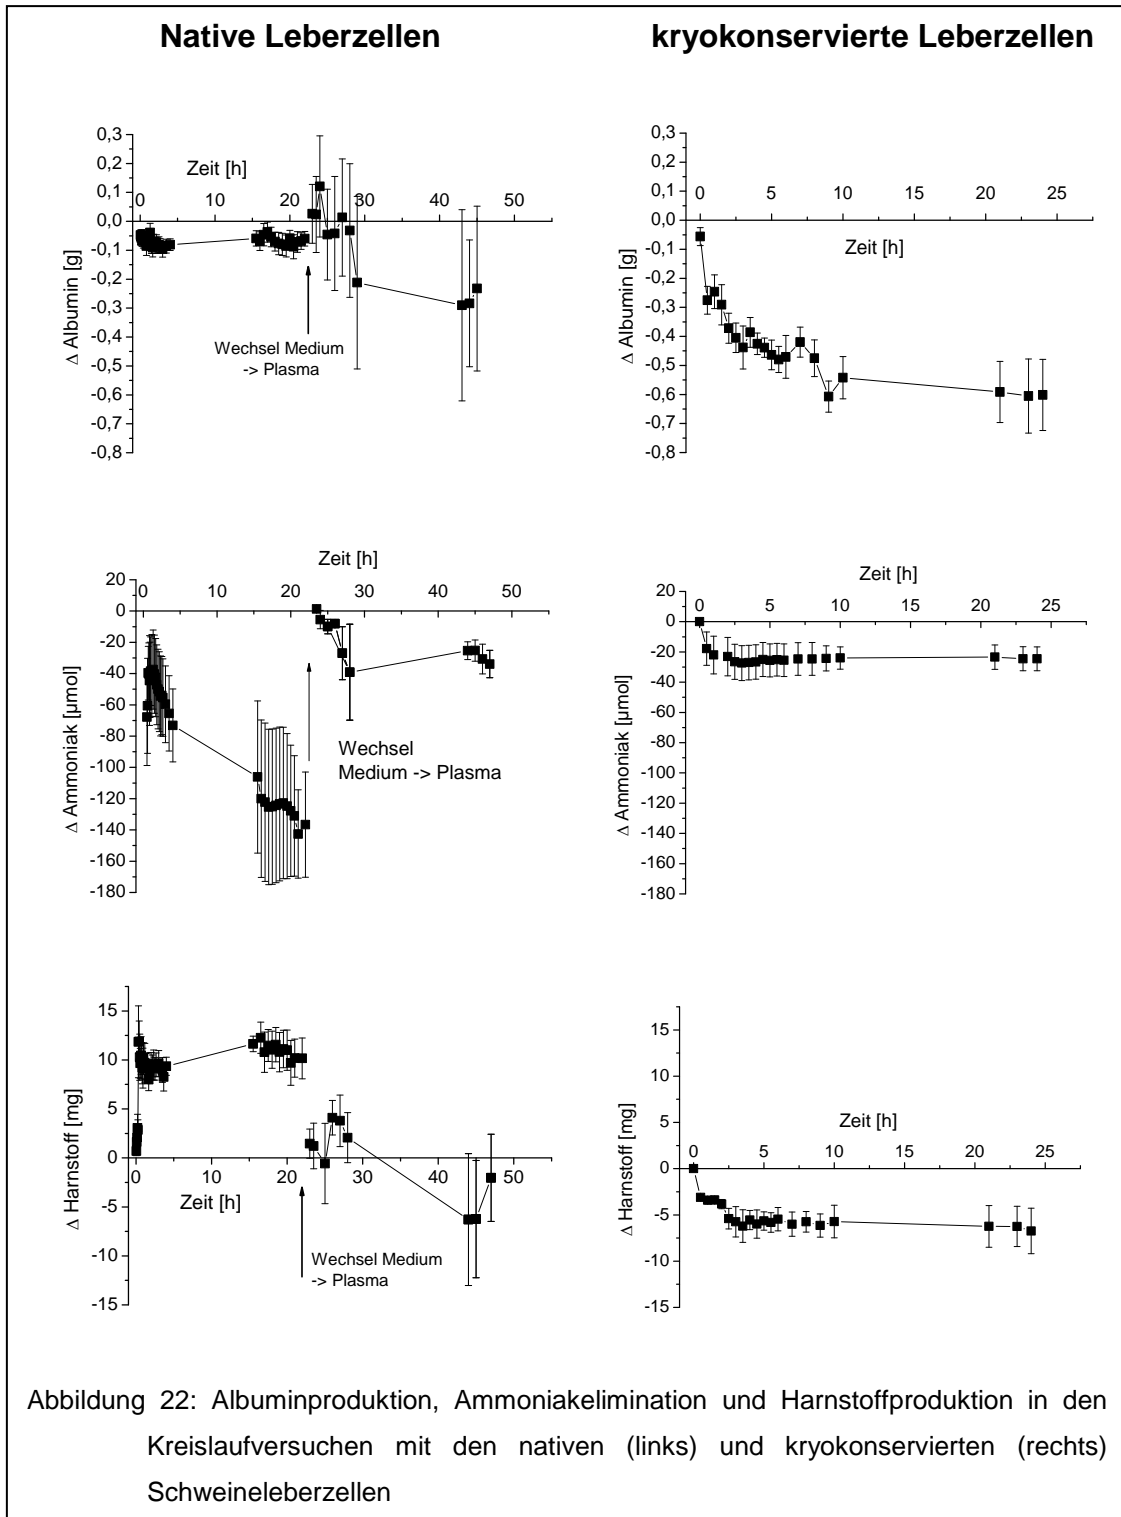 Native Leberzellen
kryokonservierte Leberzellen
0,3
0,2
0,1
0,0
-0,1
-0,2
-0,3
-0,4
-0,5
-0,6
-0,7
-0,8
Δ Albumin [g]
Zeit [h]
0 10 20 30 40 50
Wechsel Medium
-> Plasma
0,3
0,2
0,1
0,0
-0,1
-0,2
-0,3
-0,4
-0,5
-0,6
-0,7
-0,8
Δ Albumin [g]
0 5 10 15 20 25
Zeit [h]
Zeit [h]
20
0
-20
-40
-60
-80
-100
-120
-140
-160
-180
Δ Ammoniak [µmol]
0 10 20 30 40 50
Wechsel
Medium -> Plasma
Zeit [h]
20
0
-20
-40
-60
-80
-100
-120
-140
-160
-180
Δ Ammoniak [µmol]
0 5 10 15 20 25
15
10
5
0
-5
-10
-15
Δ Harnstoff [mg]
0 10 20 30 40 50
Zeit [h]
Wechsel Medium
-> Plasma
15
10
5
0
-5
-10
-15
Δ Harnstoff [mg]
Zeit [h]
0 5 10 15 20 25
Abbildung 22: Albuminproduktion, Ammoniakelimination und Harnstoffproduktion in den
Kreislaufversuchen mit den nativen (links) und kryokonservierten (rechts)
Schweineleberzellen